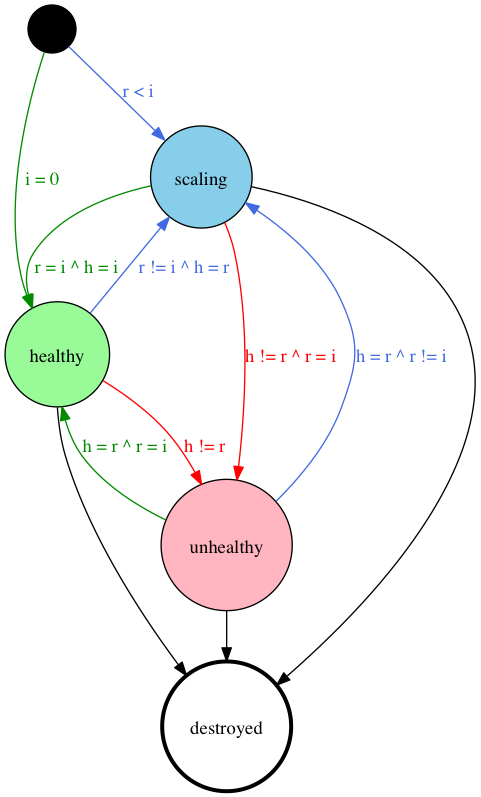 r < i
scaling
i = 0
r = i ^ h = i
r != i ^ h = r
healthy
h != r ^ r = i
h = r ^ r != i
h = r ^ r = i
h != r
unhealthy
destroyed